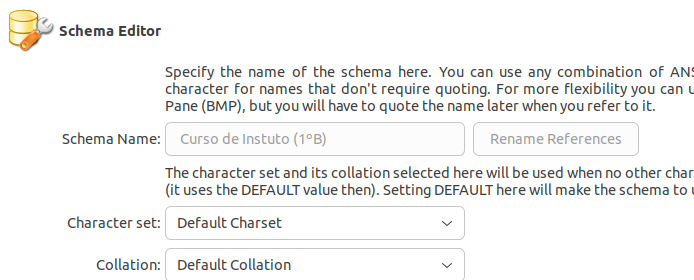 Schema Editor
Specify the name of the schema here. You can use any combination of ANS
character for names that don't require quoting. For more flexibility you can u
Pane (BMP), but you will have to quote the name later when you refer to it.
Schema Name: Curso de Instuto (1ºB) Rename References
The character set and its collation selected here will be used when no other char
(it uses the DEFAULT value then). Setting DEFAULT here will make the schema to u
Character set: Default Charset
Collation: Default Collation